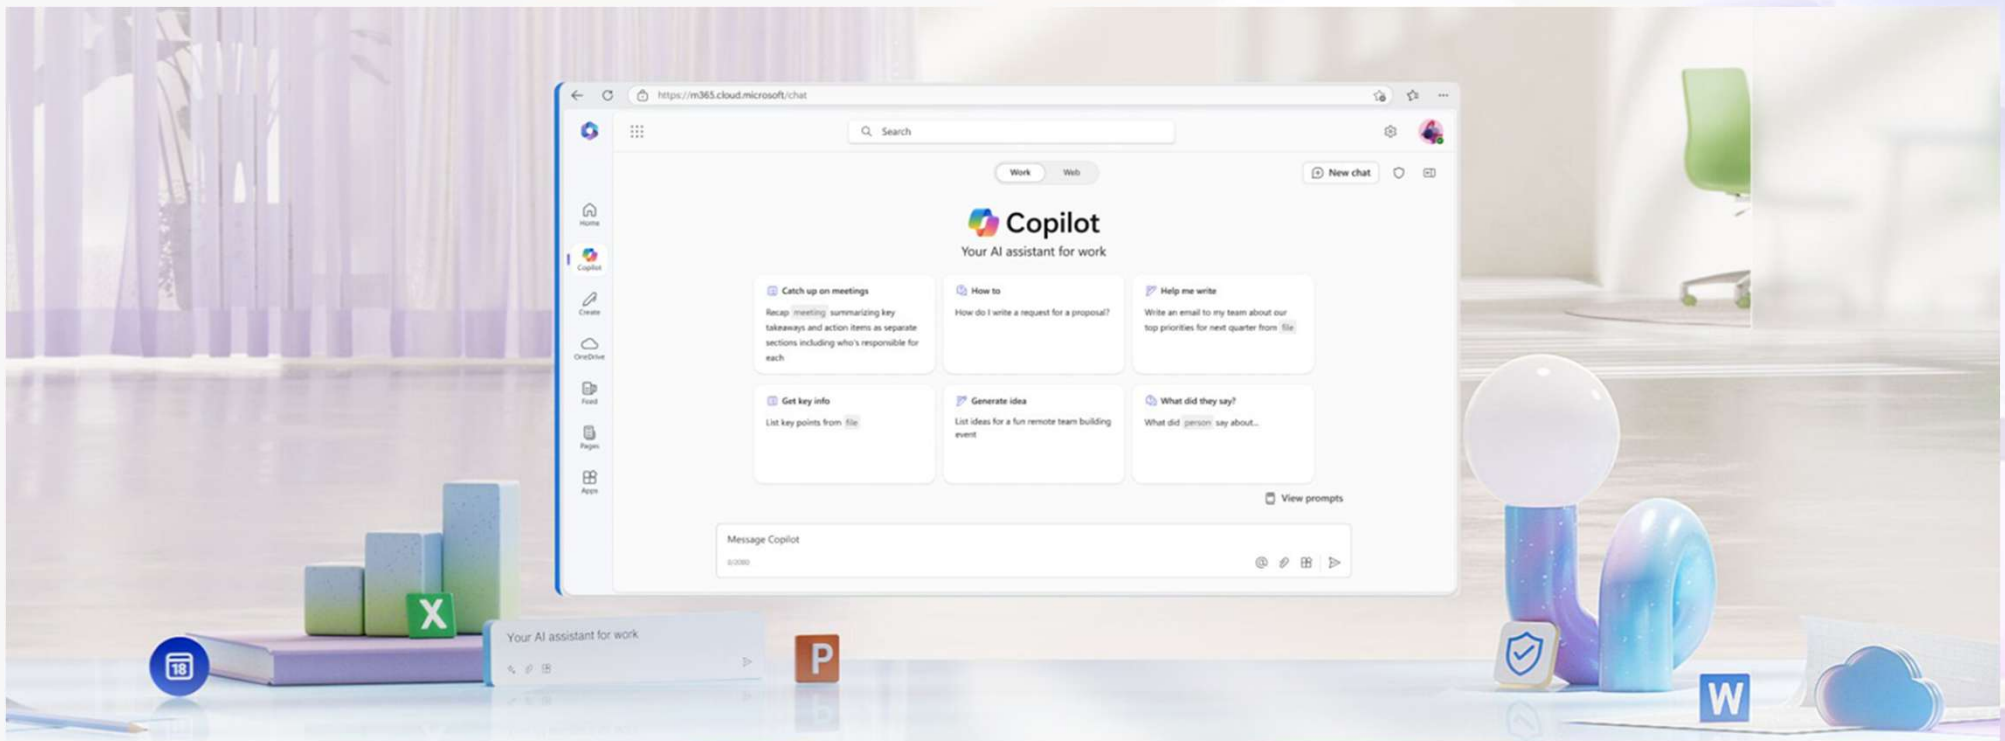 https://m365.cloud.microsoft/chat
Search
Work Web
New chat
Copilot
Your AI assistant for work
Home
Copilot
Create
OneDrive
Feed
Pages
Apps
Catch up on meetings
Recap meeting summarizing key
takeaways and action items as separate
sections including who's responsible for
each
How to
How do I write a request for a proposal?
Help me write
Write an email to my team about our
top priorities for next quarter from file
Get key info
List key points from file
Generate idea
List ideas for a fun remote team building
event
What did they say?
What did person say about...
View prompts
Message Copilot
0/2000
X
Your AI assistant for work
18
P
W